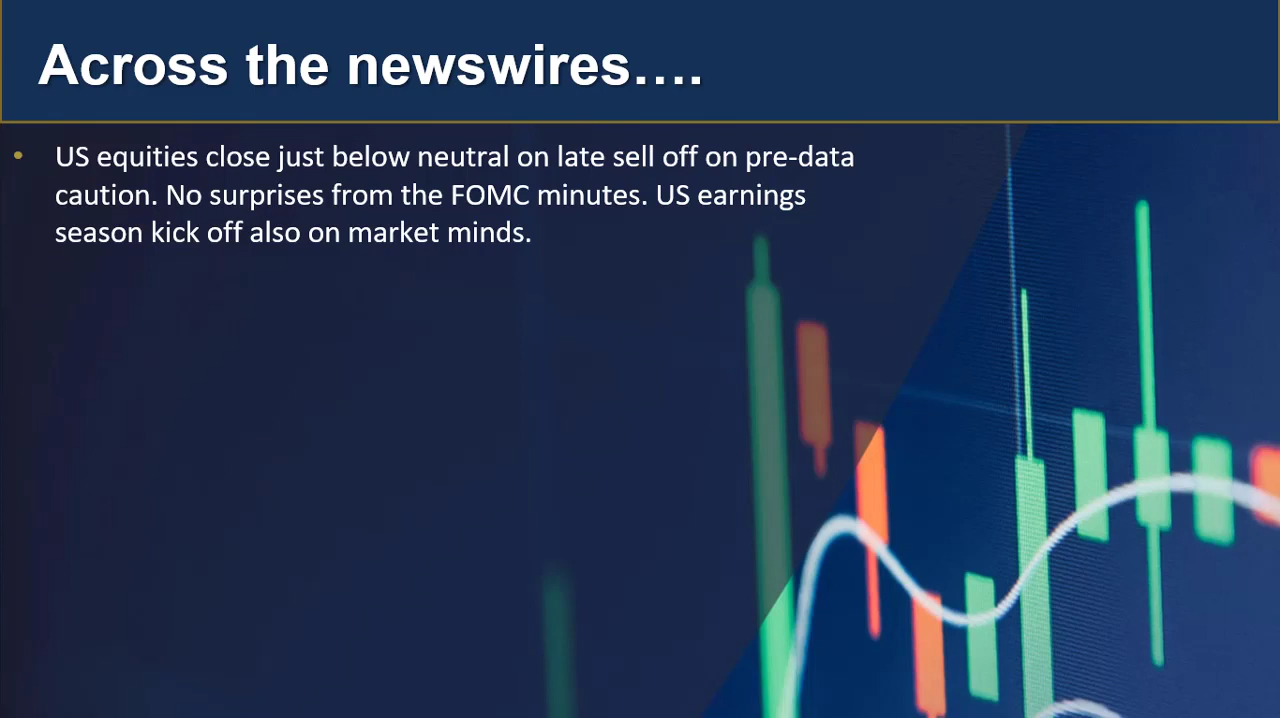 Across the newswires….
• US equities close just below neutral on late sell off on pre-data
caution. No surprises from the FOMC minutes. US earnings
season kick off also on market minds.